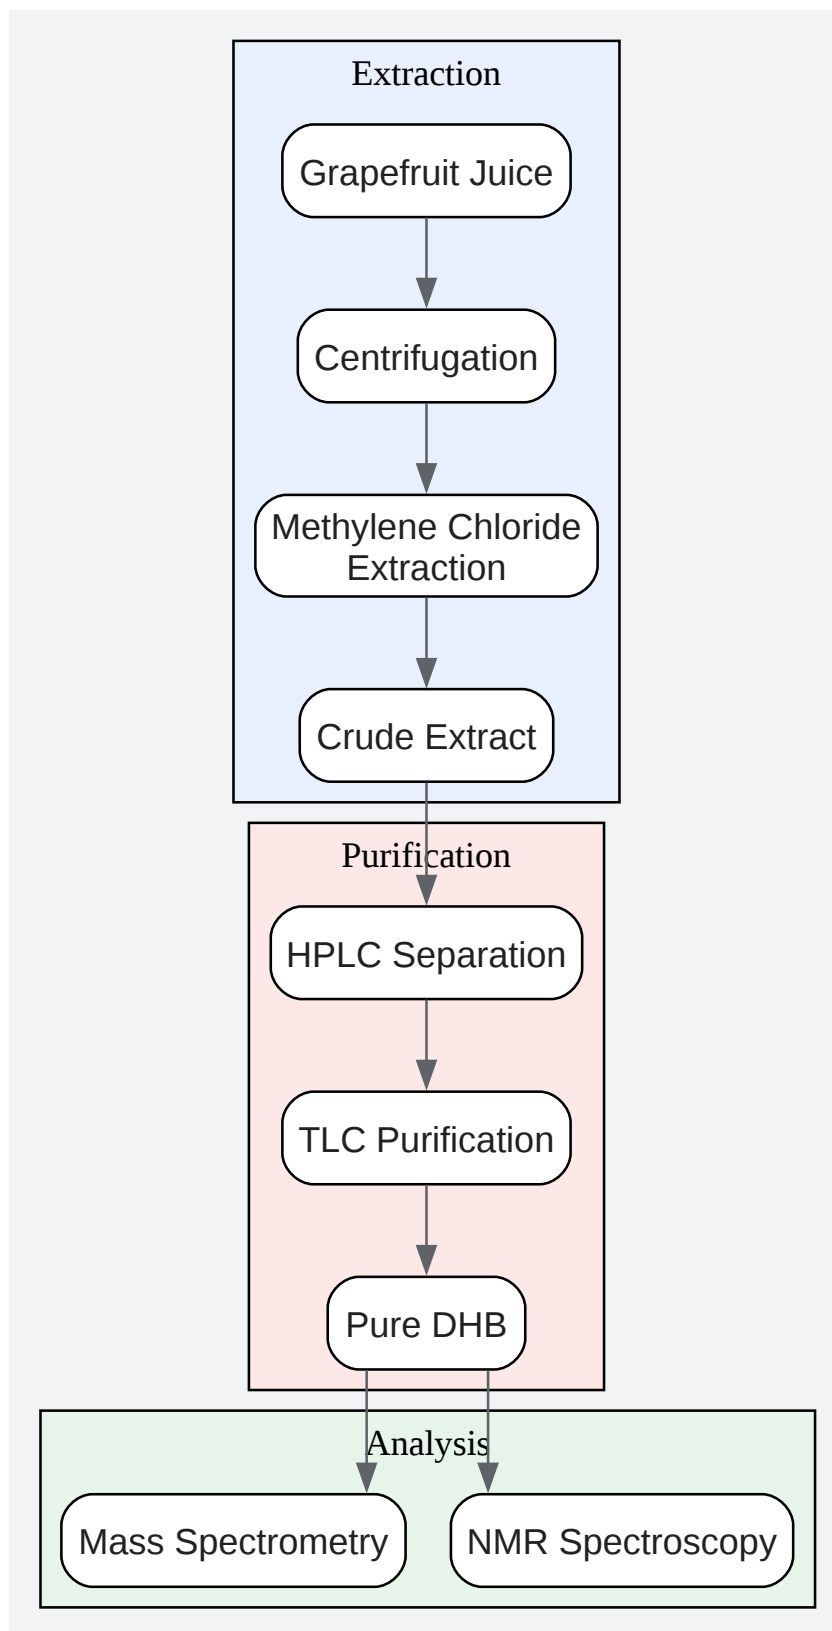 Extraction
Grapefruit Juice
Centrifugation
Methylene Chloride
Extraction
Crude Extract
Purification
HPLC Separation
TLC Purification
Pure DHB
Analysis
Mass Spectrometry
NMR Spectroscopy